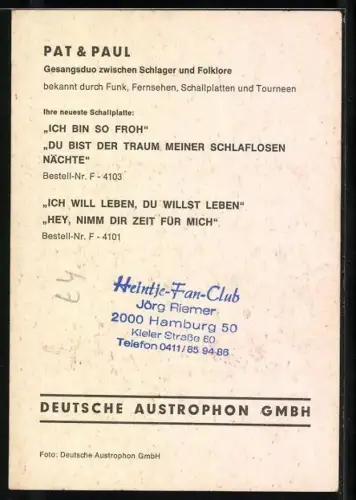 PAT & PAUL
Gesangsduo zwischen Schlager und Folklore
bekannt durch Funk, Fernsehen, Schallplatten und Tourneen
Ihre neueste Schallplatte:
„ICH BIN SO FROH“
„DU BIST DER TRAUM MEINER SCHLAFLOSEN
NÄCHTE“
Bestell-Nr. F - 4103
„ICH WILL LEBEN, DU WILLST LEBEN“
„HEY, NIMM DIR ZEIT FÜR MICH“
Bestell-Nr. F - 4101
Heintje-Fan-Club
Jörg Riemer
2000 Hamburg 50
Kieler Straße 60
Telefon 0411/85 94 86
DEUTSCHE AUSTROPHON GMBH
Foto: Deutsche Austrophon GmbH